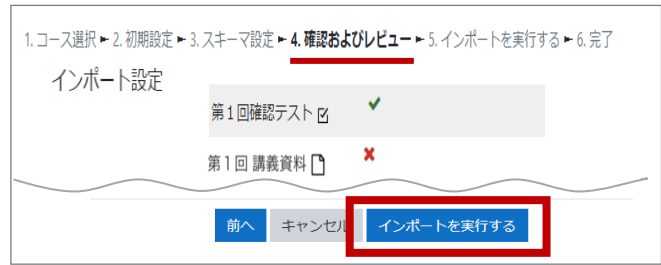 1. コース選択 ► 2. 初期設定 ► 3. スキーマ設定 ► 4. 確認およびレビュー ► 5. インポートを実行する ► 6. 完了
インポート設定
第1回確認テスト
第1回 講義資料
前へ キャンセル インポートを実行する